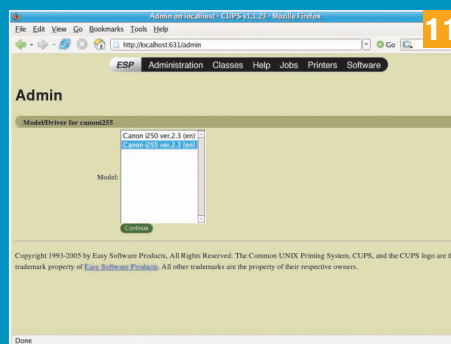 Admin on localhost - CUPS v1.1.23 - Mozilla Firefox
File Edit View Go Bookmarks Tools Help
http://localhost:631/admin
Go
11
ESP Administration Classes Help Jobs Printers Software
Admin
Model/Driver for canoni255
Canon i250 ver.2.3 (en)
Canon i255 ver.2.3 (en)
Model:
Continue
Copyright 1993-2005 by Easy Software Products, All Rights Reserved. The Common UNIX Printing System, CUPS, and the CUPS logo are
trademark property of Easy Software Products. All other trademarks are the property of their respective owners.
Done